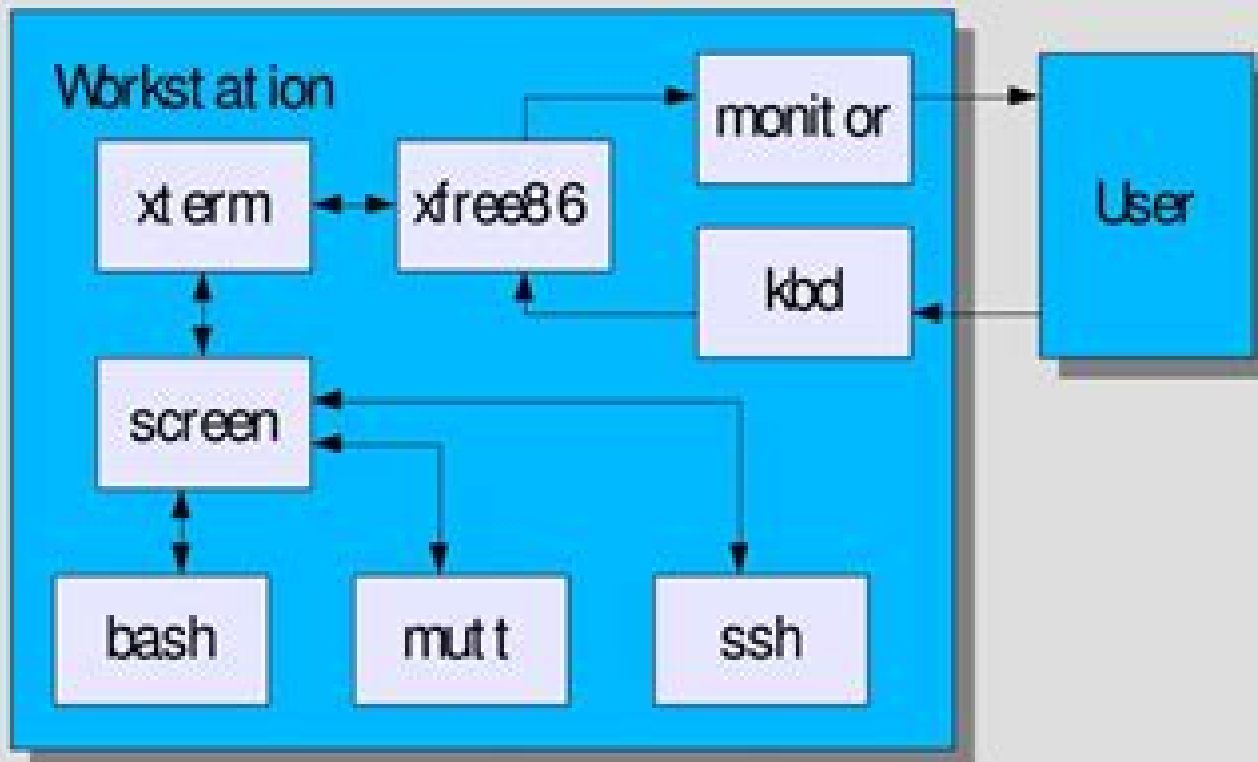 Workstation
monitor
xterm
xfree86
User
kbd
screen
bash
mutt
ssh